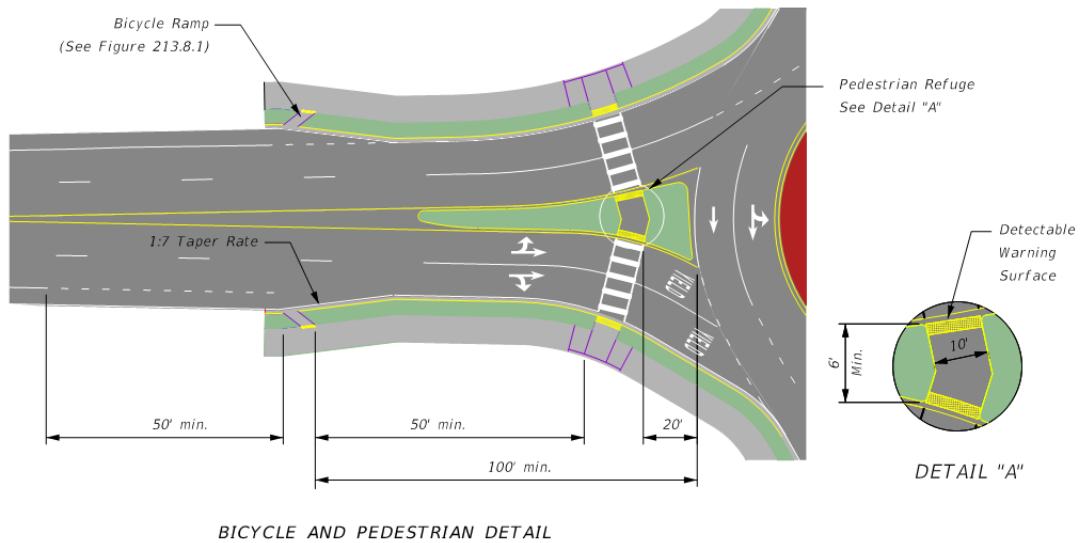 Bicycle Ramp
(See Figure 213.8.1)
Pedestrian Refuge
See Detail "A"
1:7 Taper Rate
YIELD
YIELD
Detectable
Warning
Surface
10'
6'
Min.
50' min.
50' min.
20'
100' min.
DETAIL "A"
BICYCLE AND PEDESTRIAN DETAIL